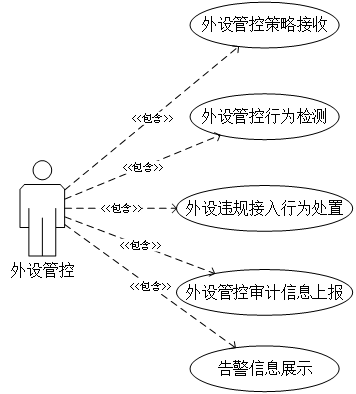 外设管控策略接收
<<包含>>
外设管控行为检测
<<包含>>
外设违规接入行为处置
<<包含>>
外设管控
<<包含>>
外设管控审计信息上报
<<包含>>
告警信息展示